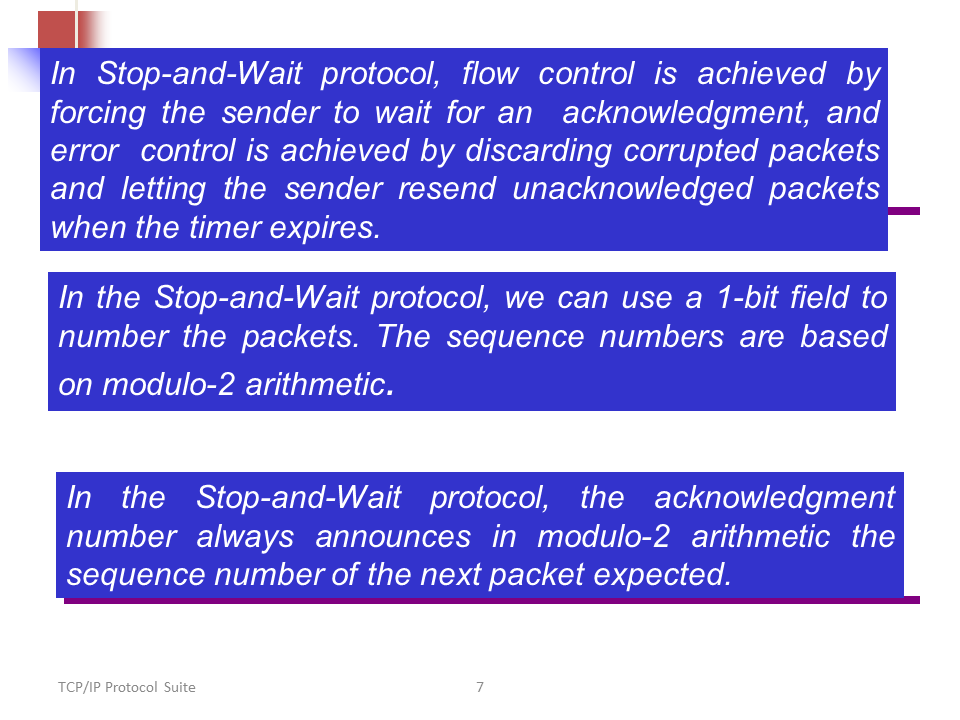 In Stop-and-Wait protocol, flow control is achieved by
forcing the sender to wait for an acknowledgment, and
error control is achieved by discarding corrupted packets
and letting the sender resend unacknowledged packets
when the timer expires.
In the Stop-and-Wait protocol, we can use a 1-bit field to
number the packets. The sequence numbers are based
on modulo-2 arithmetic.
In the Stop-and-Wait protocol, the acknowledgment
number always announces in modulo-2 arithmetic the
sequence number of the next packet expected.
TCP/IP Protocol Suite 7